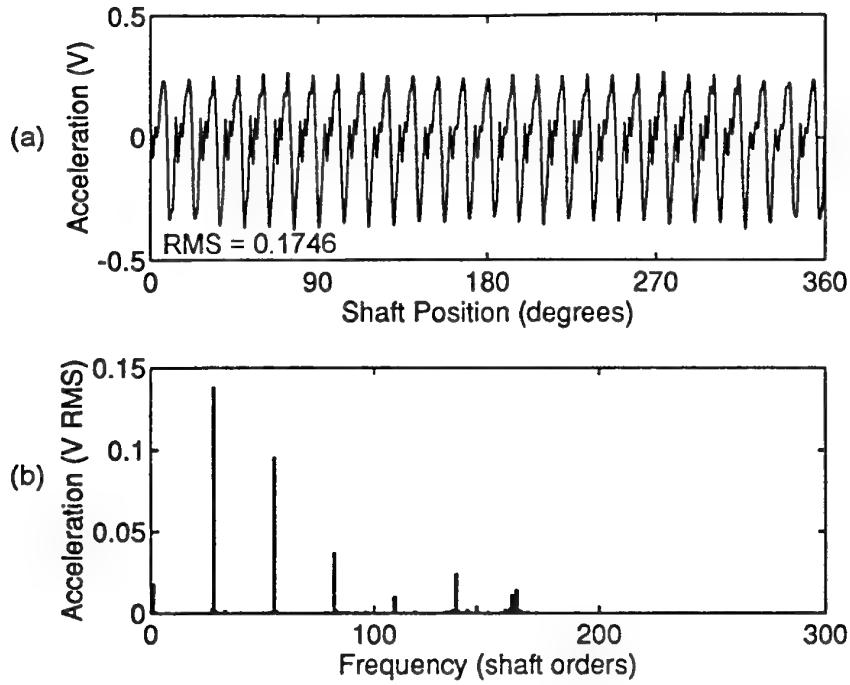 (a)
Acceleration (V)
0.5
0
-0.5
RMS = 0.1746
0 90 180 270 360
Shaft Position (degrees)
(b)
Acceleration (V RMS)
0.15
0.1
0.05
0
0 100 200 300
Frequency (shaft orders)